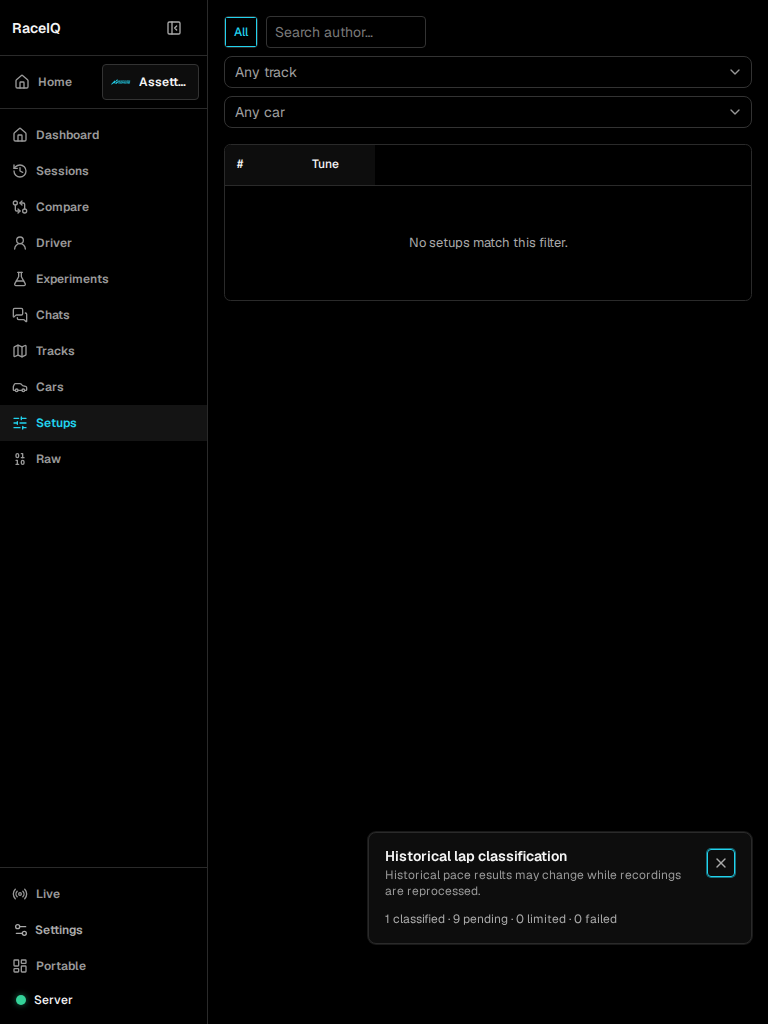 RaceIQ
Home
Assett...
Dashboard
Sessions
Compare
Driver
Experiments
Chats
Tracks
Cars
Setups
Raw
Live
Settings
Portable
Server
All
Search author...
Any track
Any car
# Tune
No setups match this filter.
Historical lap classification
Historical pace results may change while recordings
are reprocessed.
1 classified · 9 pending · 0 limited · 0 failed